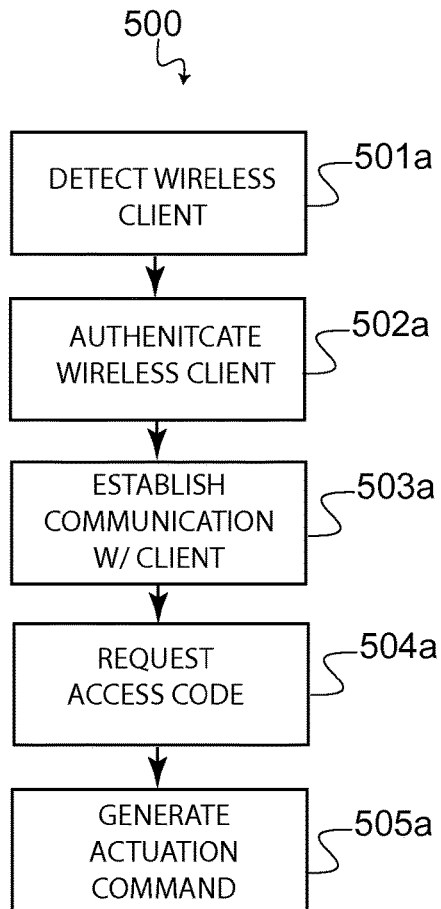 500
DETECT WIRELESS
CLIENT
501a
AUTHENITCATE
WIRELESS CLIENT
502a
ESTABLISH
COMMUNICATION
W/ CLIENT
503a
REQUEST
ACCESS CODE
504a
GENERATE
ACTUATION
COMMAND
505a